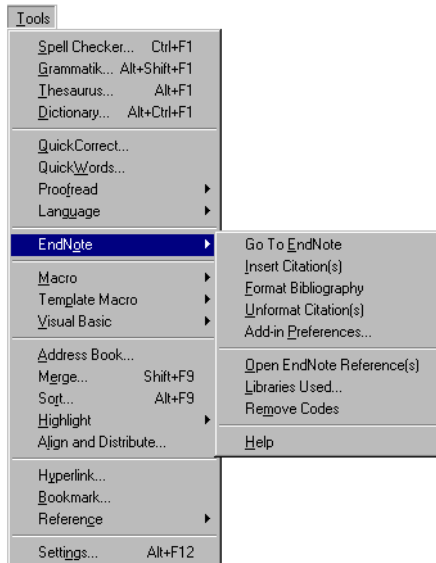 Tools
Spell Checker... Ctrl+F1
Grammatik... Alt+Shift+F1
Thesaurus... Alt+F1
Dictionary... Alt+Ctrl+F1
QuickCorrect...
QuickWords...
Proofread
Language
EndNote
Macro
Template Macro
Visual Basic
Address Book...
Merge... Shift+F9
Sort... Alt+F9
Highlight
Align and Distribute...
Hyperlink...
Bookmark...
Reference
Settings... Alt+F12
Go To EndNote
Insert Citation(s)
Format Bibliography
Unformat Citation(s)
Add-in Preferences...
Open EndNote Reference(s)
Libraries Used...
Remove Codes
Help